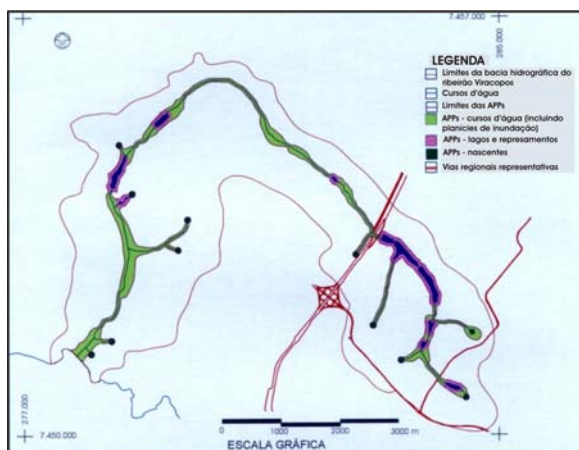 7.457.000
285.000
LEGENDA
Limites da bacia hidrográfica do
ribeirão Viracopos
Cursos d'água
Limites das APPs
APPs - cursos d'água (incluindo
planicies de inundação)
APPs - lagos e represamentos
APPs - nascentes
Vias regionais representativas
277.000
7.450.000
0 1000 2000 3000 m
ESCALA GRÁFICA